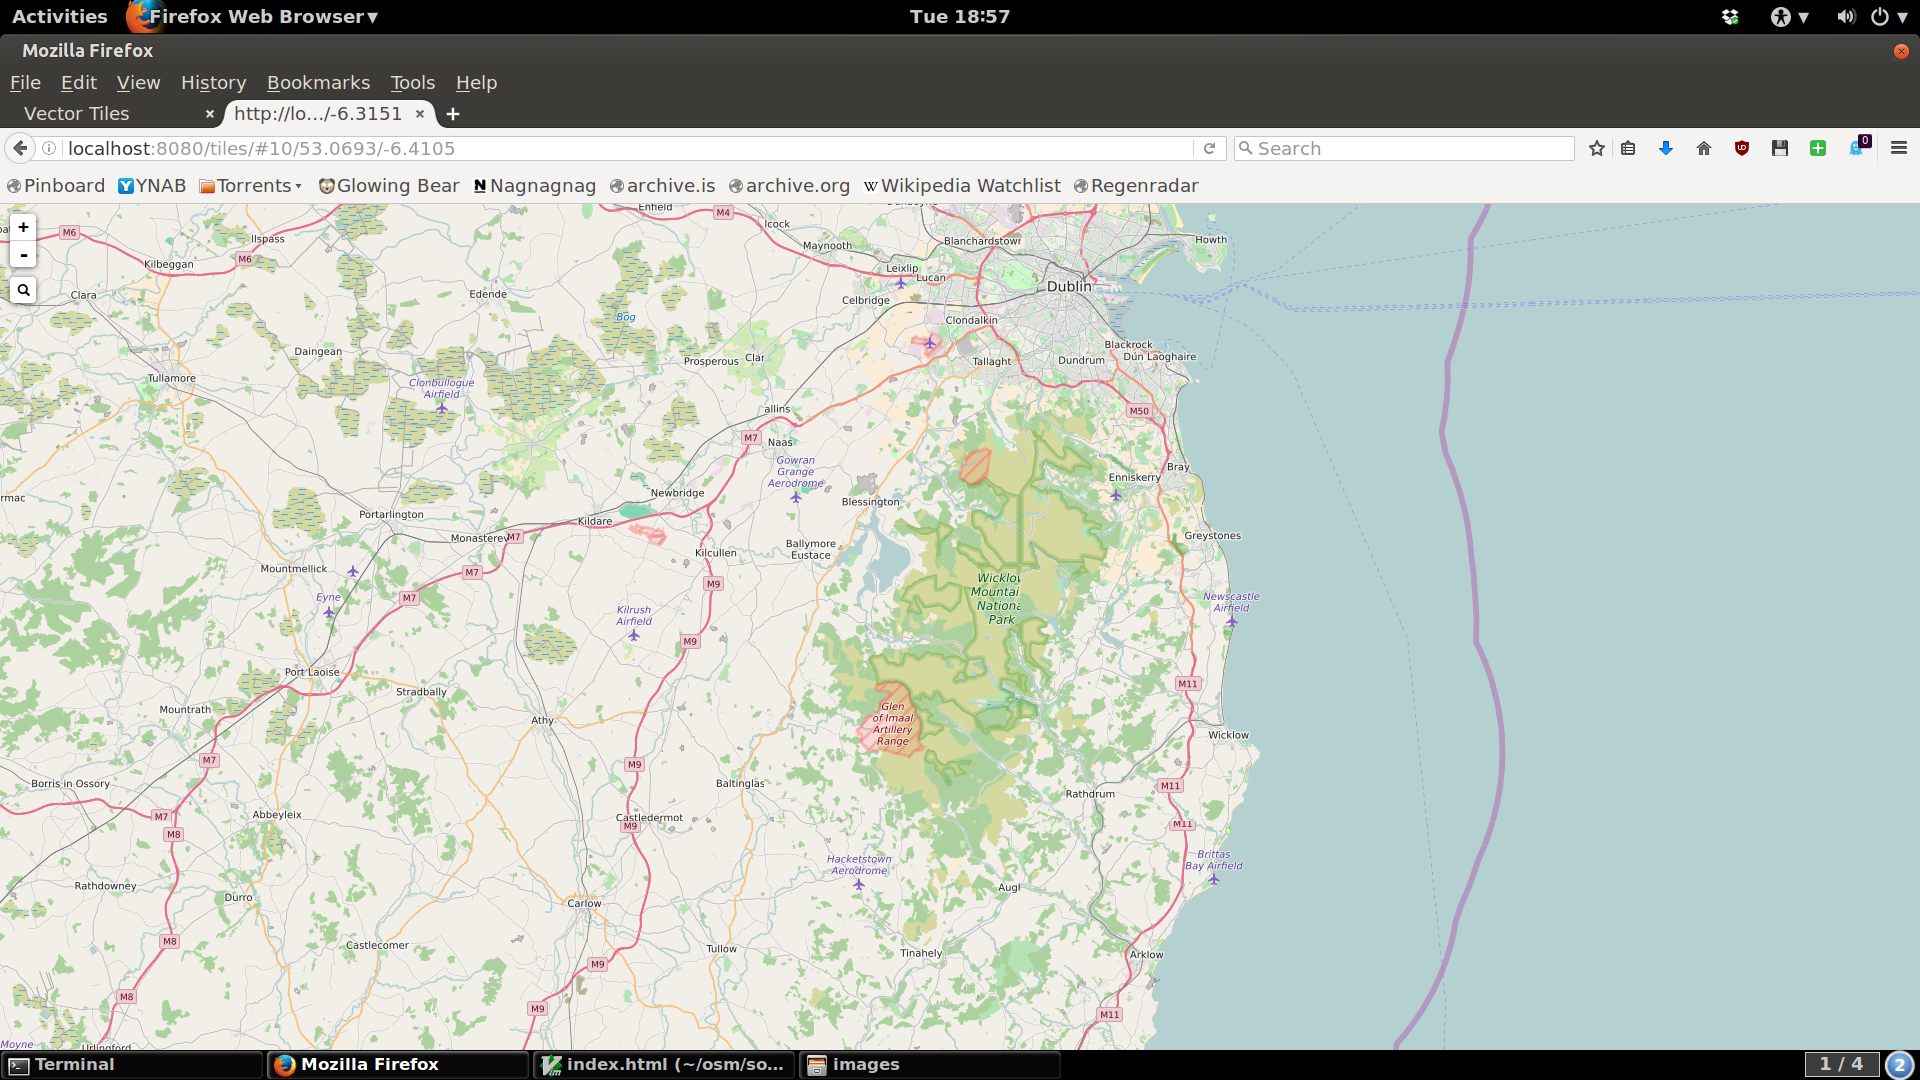 Activities Firefox Web Browser ▾ Tue 18:57
Mozilla Firefox
File Edit View History Bookmarks Tools Help
Vector Tiles × http://lo.../-6.3151 × +
localhost:8080/tiles/#10/53.0693/-6.4105 Search 0
Pinboard YNAB Torrents Glowing Bear Nagnagnag archive.is archive.org Wikipedia Watchlist Regenradar
Enfield
M4
+
M6
lcock
llspass
Howth
Blanchardstowr
Maynooth
-
M6
Kilbeggan
Leixlip
Lucan
Dublin
Clara
Edende
Celbridge
Bog
Clondalkin
Blackrock
Daingean
Dún Laoghaire
Prosperous
Clar
Tallaght
Dundrum
Tullamore
Clonbullogue
Airfield
allins
M50
M7
Naas
Gowran
Grange
Aerodrome
Bray
Enniskerry
Newbridge
rmac
Blessington
Portarlington
Kildare
Greystones
Monasterev
M7
Ballymore
Eustace
Kilcullen
Mountmellick
M7
Wicklow
Mountai
Nationa
Park
M9
Eyne
M7
Newcastle
Airfield
Kilrush
Airfield
M9
Port Laoise
M11
Stradbally
Glen
of Imaal
Artillery
Range
Mountrath
Athy
Wicklow
M7
M9
Borris in Ossory
Baltinglas
M11
Rathdrum
M7
Abbeyleix
Castledermot
M9
M11
M8
Brittas
Bay Airfield
Hacketstown
Aerodrome
Rathdowney
Augl
Durro
Carlow
M8
Castlecomer
Tullow
Tinahely
Arklow
M9
M8
M9
M11
Moyne
Urlingford
Terminal Mozilla Firefox index.html (~/osm/so... images 1 / 4 2